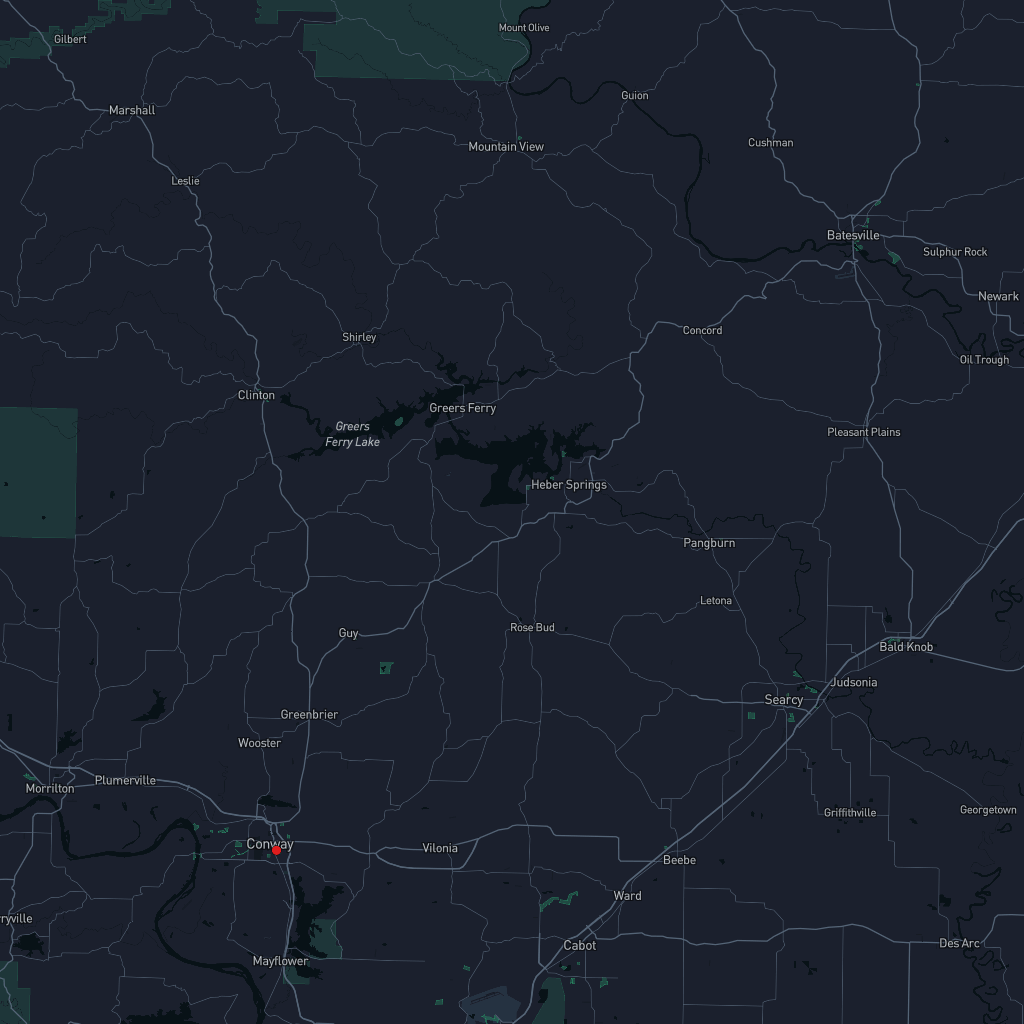 Mount Olive
Gilbert
Guion
Marshall
Cushman
Mountain View
Leslie
Batesville
Sulphur Rock
Newark
Concord
Shirley
Oil Trough
Clinton
Greers Ferry
Greers
Ferry Lake
Pleasant Plains
Heber Springs
Pangburn
Letona
Rose Bud
Guy
Bald Knob
Judsonia
Searcy
Greenbrier
Wooster
Plumerville
Morrilton
Georgetown
Griffithville
Conway
Vilonia
Beebe
Ward
rryville
Cabot
Des Arc
Mayflower